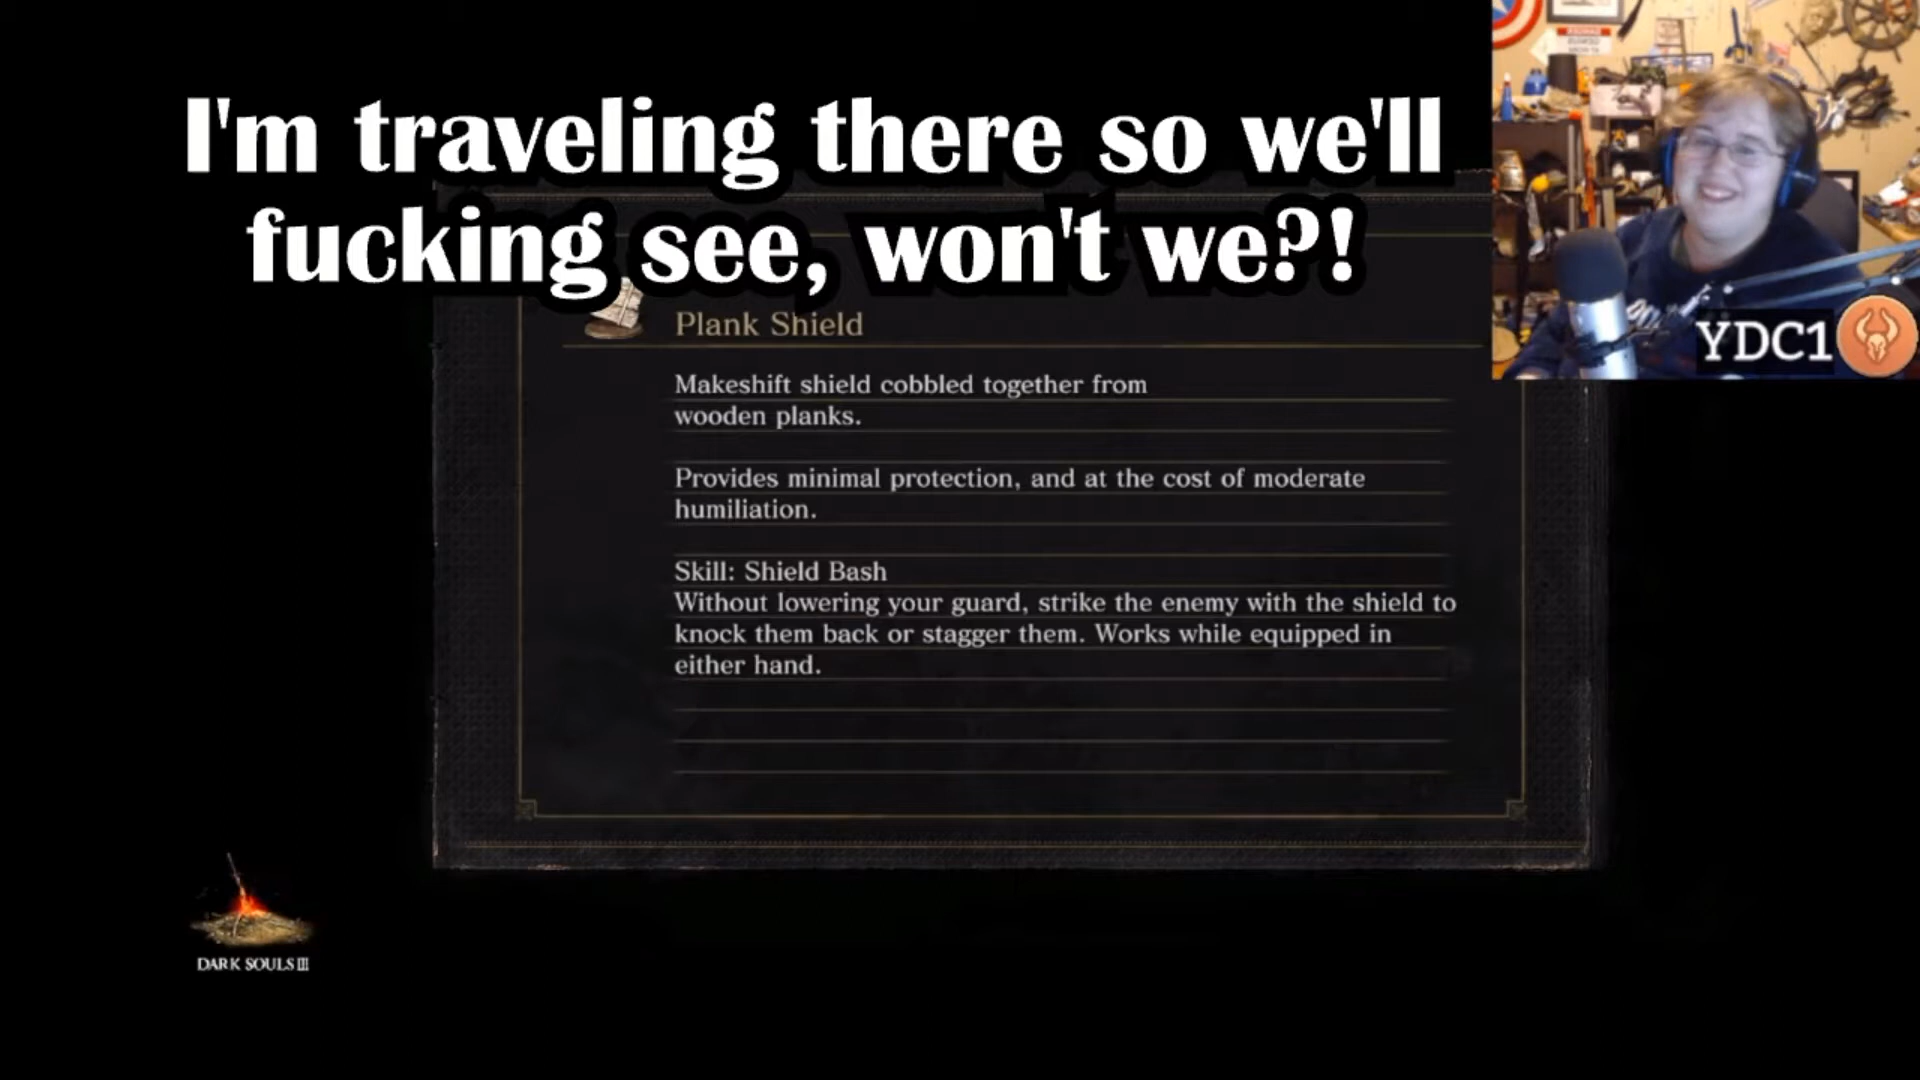 I'm traveling there so we'll
fucking see, won't we?!
YDC1
Plank Shield
Makeshift shield cobbled together from
wooden planks.
Provides minimal protection, and at the cost of moderate
humiliation.
Skill: Shield Bash
Without lowering your guard, strike the enemy with the shield to
knock them back or stagger them. Works while equipped in
either hand.
DARK SOULS III